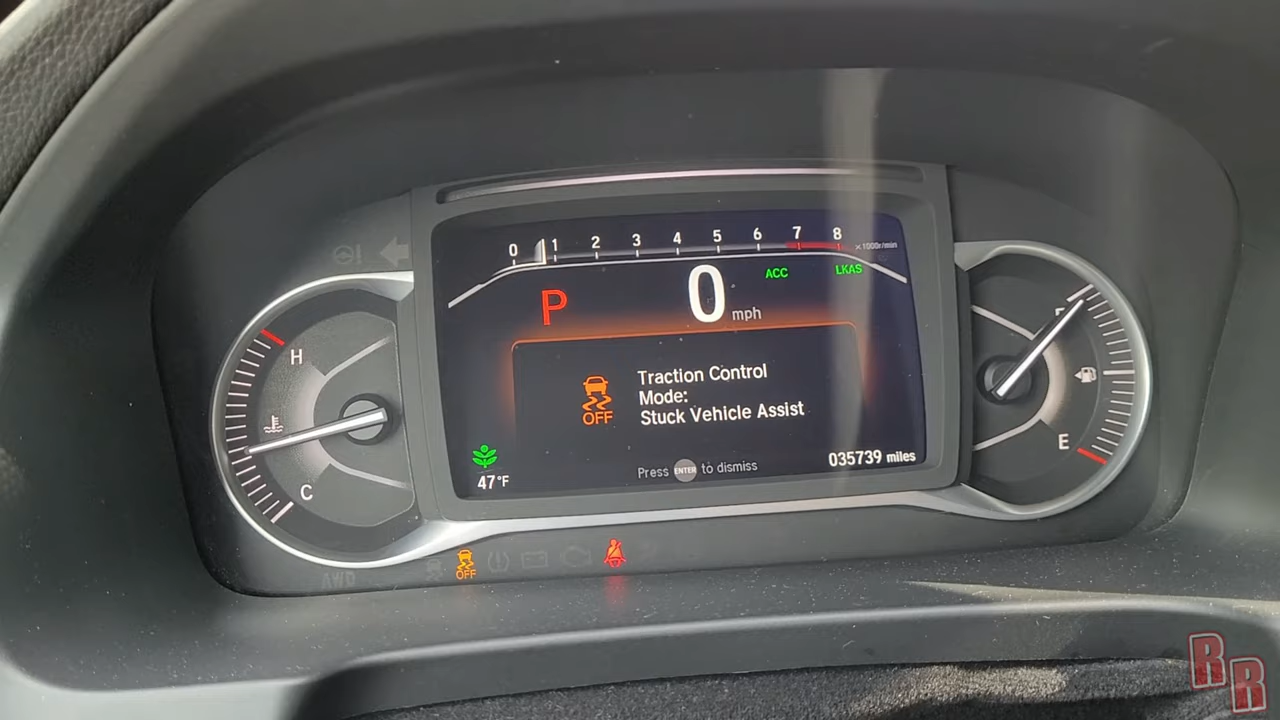 0 1 2 3 4 5 6 7 8 ×1000r/min
ACC LKAS
P 0 mph
H
F
Traction Control
Mode:
OFF Stuck Vehicle Assist
E
C
47°F
Press ENTER to dismiss
035739 miles
OFF
AWD
RR